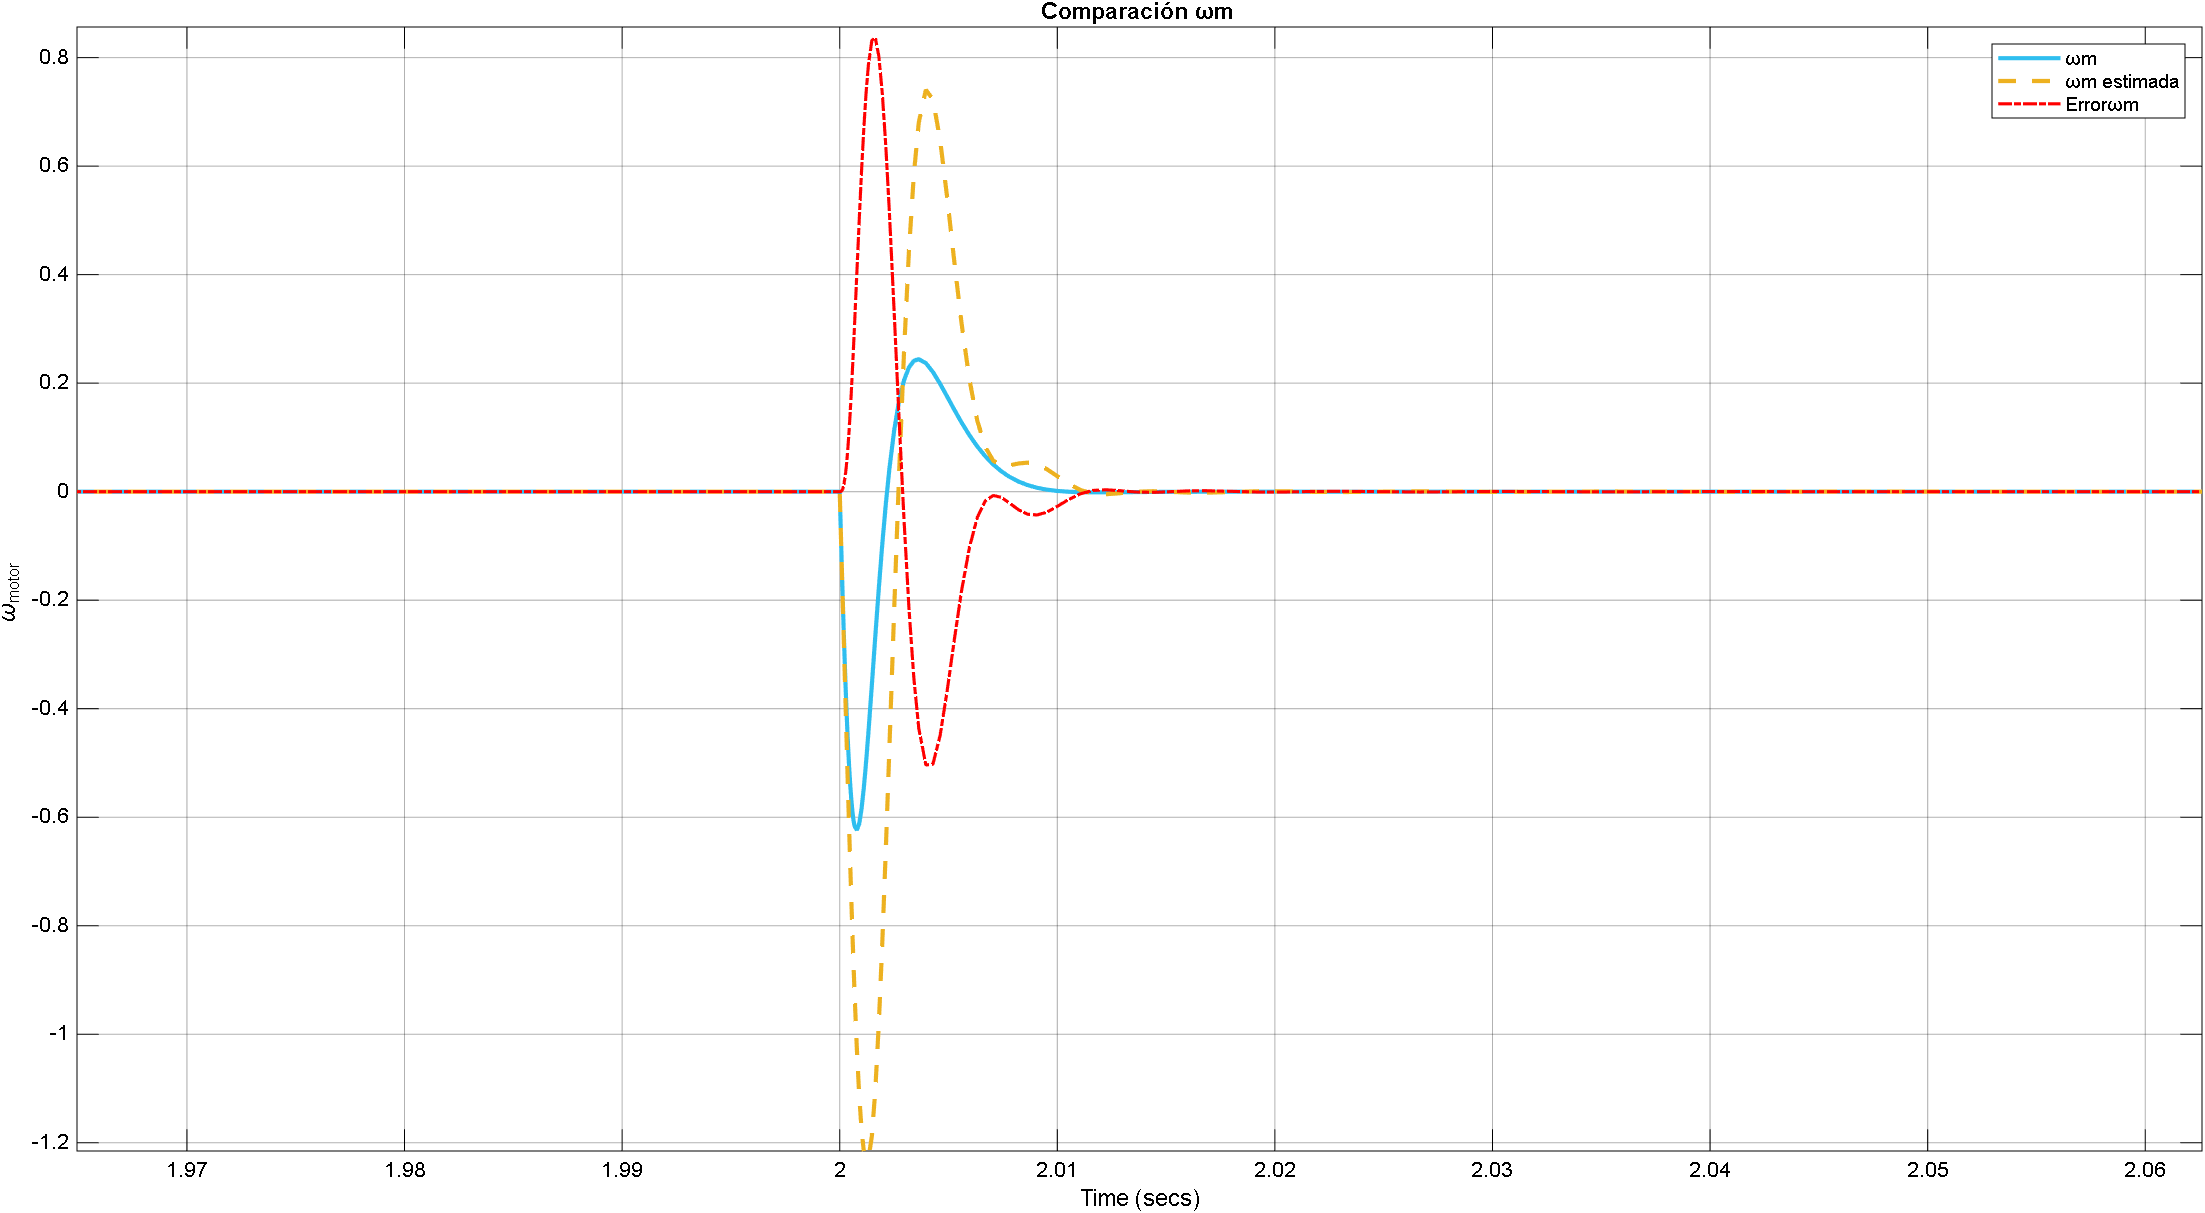 Comparación ωm
ωm
ωm estimada
Errorωm
0.8
0.6
0.4
0.2
0
-0.2
-0.4
-0.6
-0.8
-1
-1.2
ωmotor
1.97 1.98 1.99 2 2.01 2.02 2.03 2.04 2.05 2.06
Time (secs)